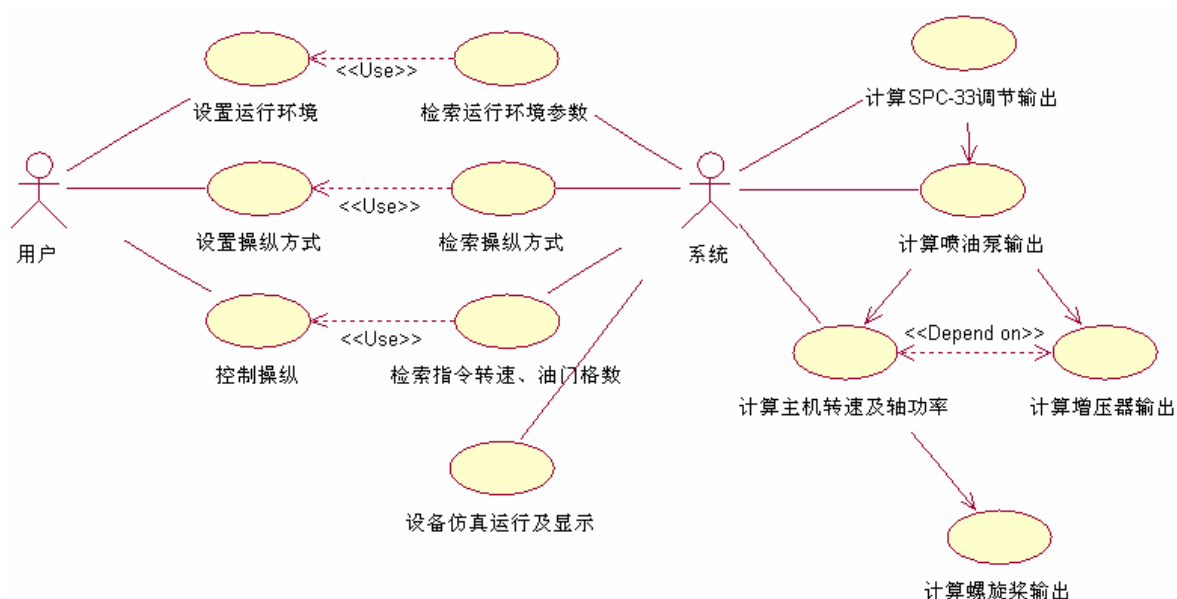 <<Use>>
设置运行环境
检索运行环境参数
计算SPC-33调节输出
<<Use>>
用户
设置操纵方式
检索操纵方式
系统
计算喷油泵输出
<<Use>>
<<Depend on>>
控制操纵
检索指令转速、油门格数
计算主机转速及轴功率
计算增压器输出
设备仿真运行及显示
计算螺旋桨输出